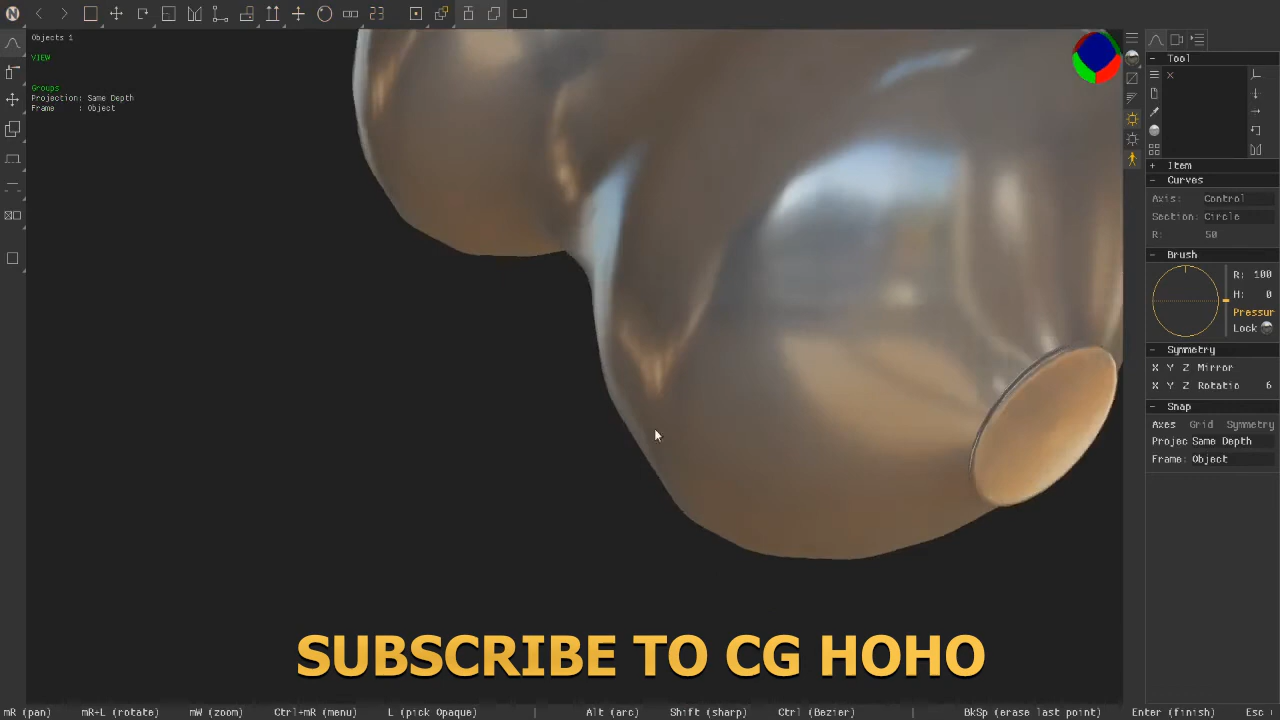 N
Objects 1
VIEW
Groups
Projection: Same Depth
Frame : Object
Tool
Item
Curves
Axis: Control
Section: Circle
R: 50
Brush
R: 100
H: 0
Pressur
Lock
Symmetry
X Y Z Mirror
X Y Z Rotatio 6
Snap
Axes Grid Symmetry
Projec Same Depth
Frame: Object
SUBSCRIBE TO CG HOHO
mR (pan) mR+L (rotate) mW (zoom) Ctrl+mR (menu) L (pick Opaque) | Alt (arc) Shift (sharp) Ctrl (Bezier) | BkSp (erase last point) Enter (finish) Esc